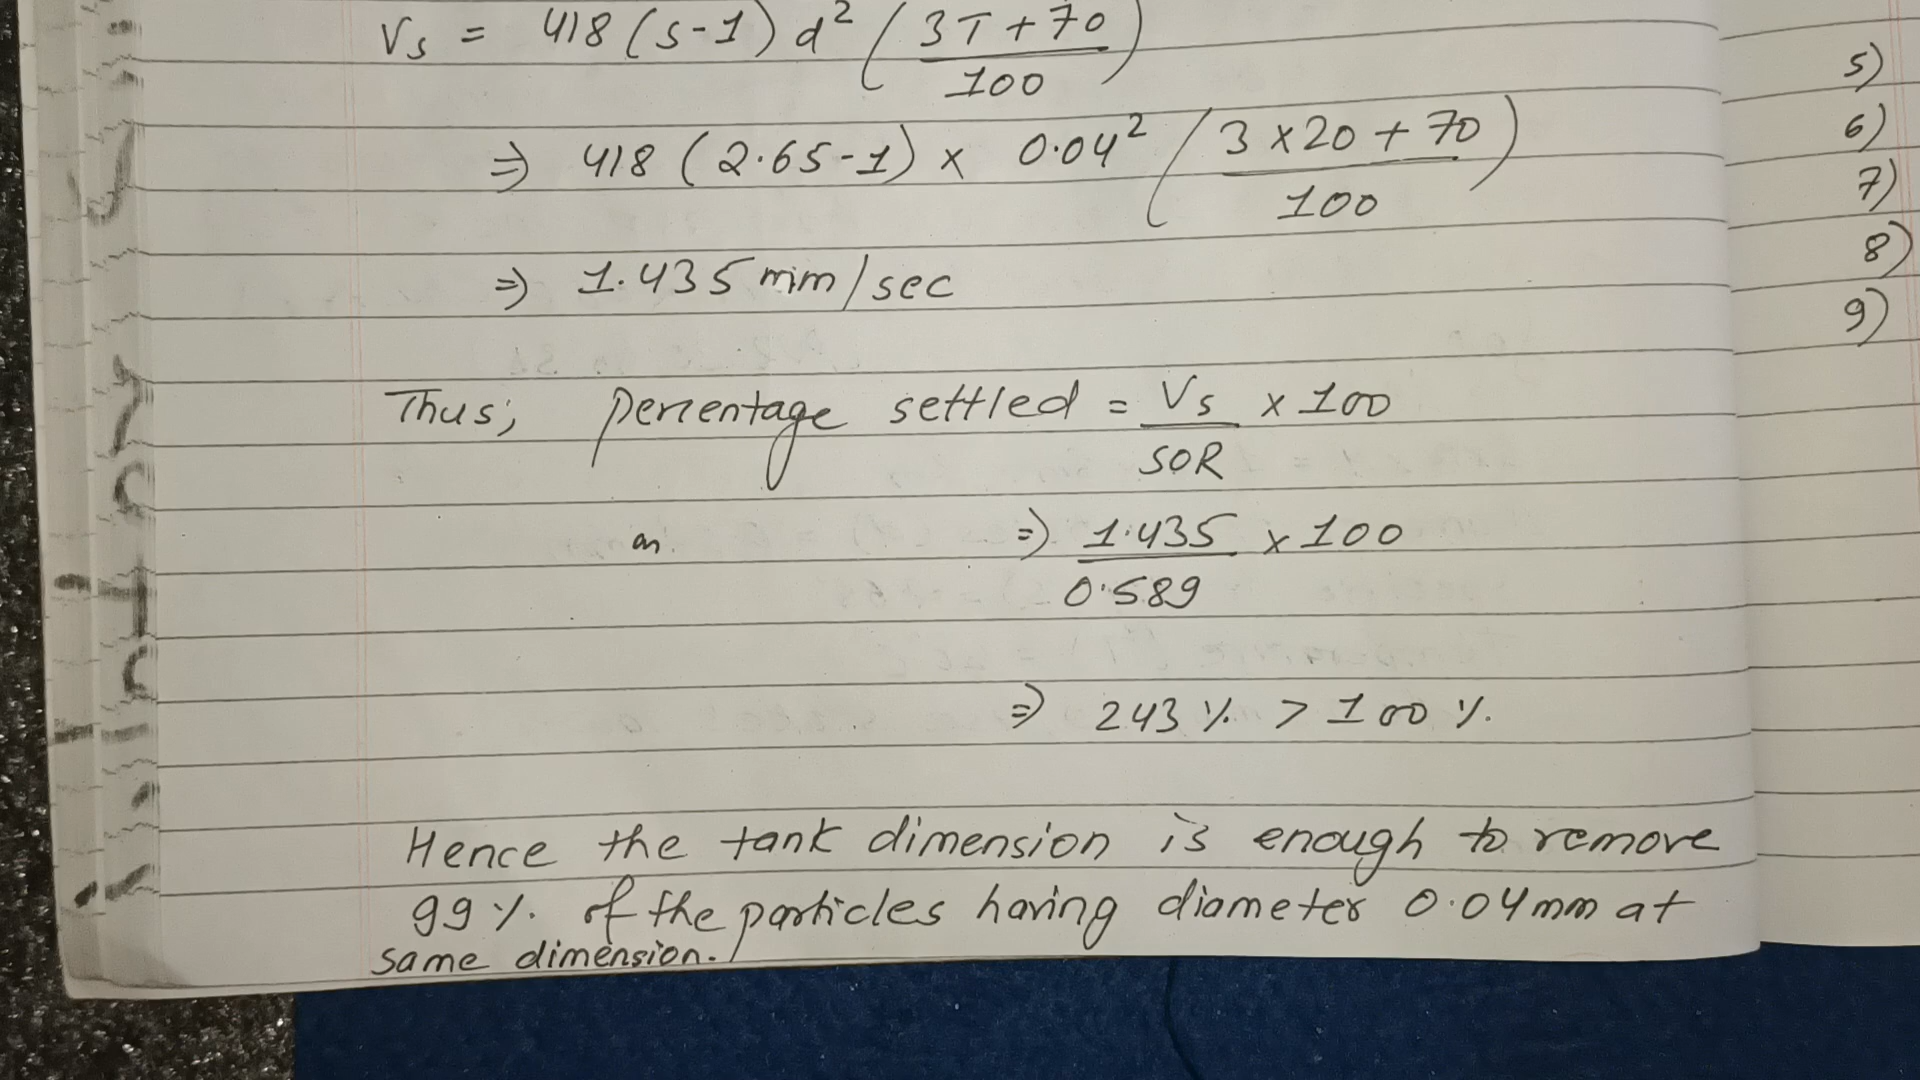 Vs = 418 (s-1) d² ( 3T + 70 / 100 )
⇒ 418 (2.65-1) × 0.04² ( 3 × 20 + 70 / 100 )
⇒ 1.435 mm/sec
Thus; percentage settled = Vs / SOR × 100
⇒ 1.435 / 0.589 × 100
⇒ 243 % > 100 %.
Hence the tank dimension is enough to remove
99 %. of the particles having diameter 0.04 mm at
same dimension.
5)
6)
7)
8)
9)